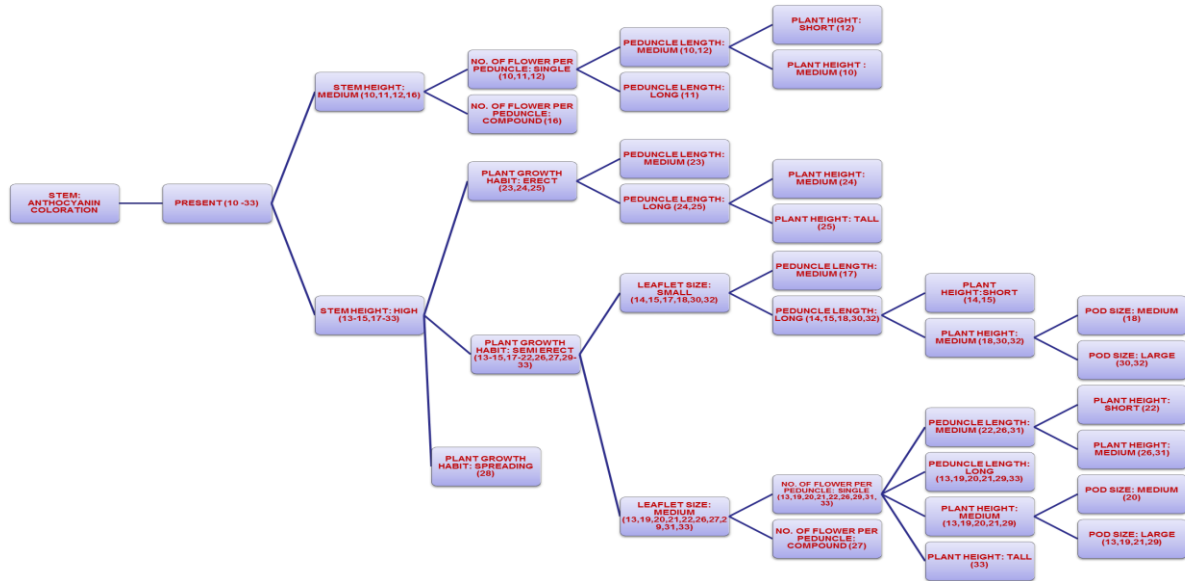 STEM:
ANTHOCYANIN
COLORATION
PRESENT (10 -33)
STEM HEIGHT:
MEDIUM (10,11,12,16)
NO. OF FLOWER PER
PEDUNCLE: SINGLE
(10,11,12)
PEDUNCLE LENGTH:
MEDIUM (10,12)
PLANT HIGHT:
SHORT (12)
PLANT HEIGHT :
MEDIUM (10)
PEDUNCLE LENGTH:
LONG (11)
NO. OF FLOWER PER
PEDUNCLE:
COMPOUND (16)
STEM HEIGHT: HIGH
(13-15,17-33)
PLANT GROWTH
HABIT: ERECT
(23,24,25)
PEDUNCLE LENGTH:
MEDIUM (23)
PEDUNCLE LENGTH:
LONG (24,25)
PLANT HEIGHT:
MEDIUM (24)
PLANT HEIGHT: TALL
(25)
PLANT GROWTH
HABIT: SEMI ERECT
(13-15,17-22,26,27,29-
33)
LEAFLET SIZE:
SMALL
(14,15,17,18,30,32)
PEDUNCLE LENGTH:
MEDIUM (17)
PEDUNCLE LENGTH:
LONG (14,15,18,30,32)
PLANT
HEIGHT:SHORT
(14,15)
PLANT HEIGHT:
MEDIUM (18,30,32)
POD SIZE: MEDIUM
(18)
POD SIZE: LARGE
(30,32)
LEAFLET SIZE:
MEDIUM
(13,19,20,21,22,26,27,2
9,31,33)
NO. OF FLOWER PER
PEDUNCLE: SINGLE
(13,19,20,21,22,26,29,31,
33)
PEDUNCLE LENGTH:
MEDIUM (22,26,31)
PLANT HEIGHT:
SHORT (22)
PLANT HEIGHT:
MEDIUM (26,31)
PEDUNCLE LENGTH:
LONG
(13,19,20,21,29,33)
PLANT HEIGHT:
MEDIUM
(13,19,20,21,29)
POD SIZE: MEDIUM
(20)
POD SIZE: LARGE
(13,19,21,29)
PLANT HEIGHT: TALL
(33)
NO. OF FLOWER PER
PEDUNCLE:
COMPOUND (27)
PLANT GROWTH
HABIT: SPREADING
(28)